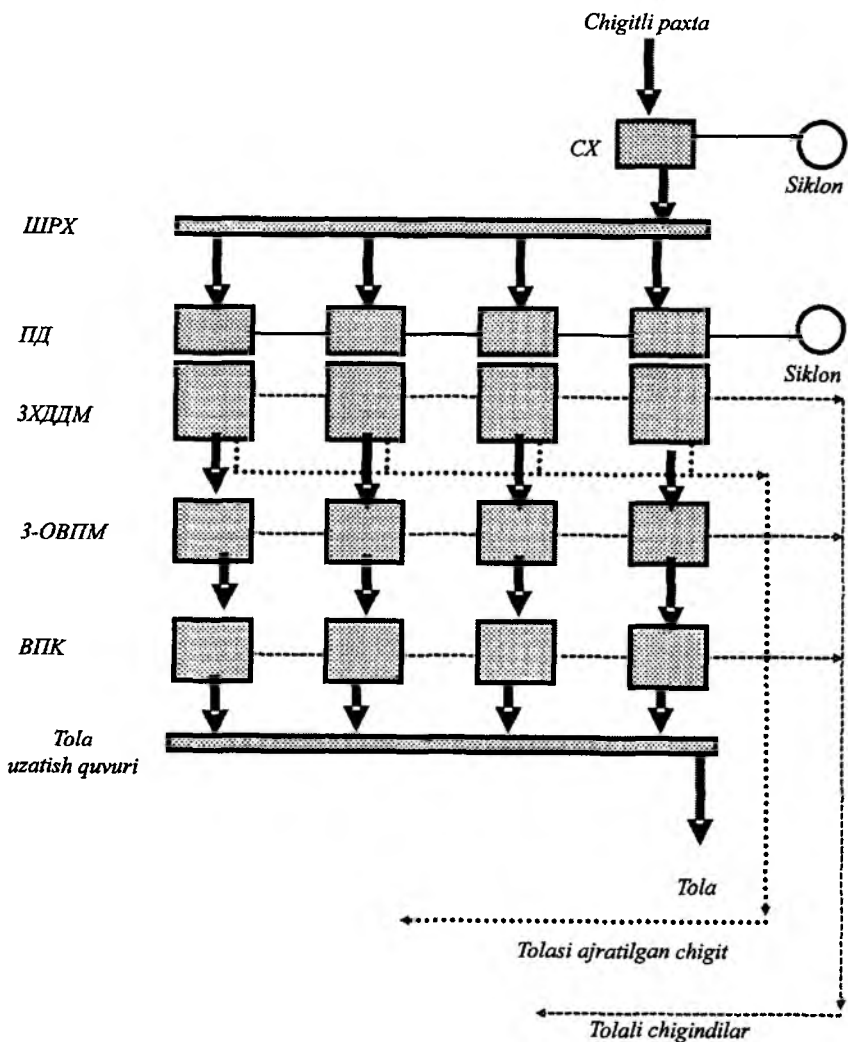 Chigitli paxta
СХ
Siklon
ШРХ
ПД
Siklon
3ХДДМ
3-ОВПМ
ВПК
Tola
uzatish quvuri
Tola
Tolasi ajratilgan chigit
Tolali chigindilar